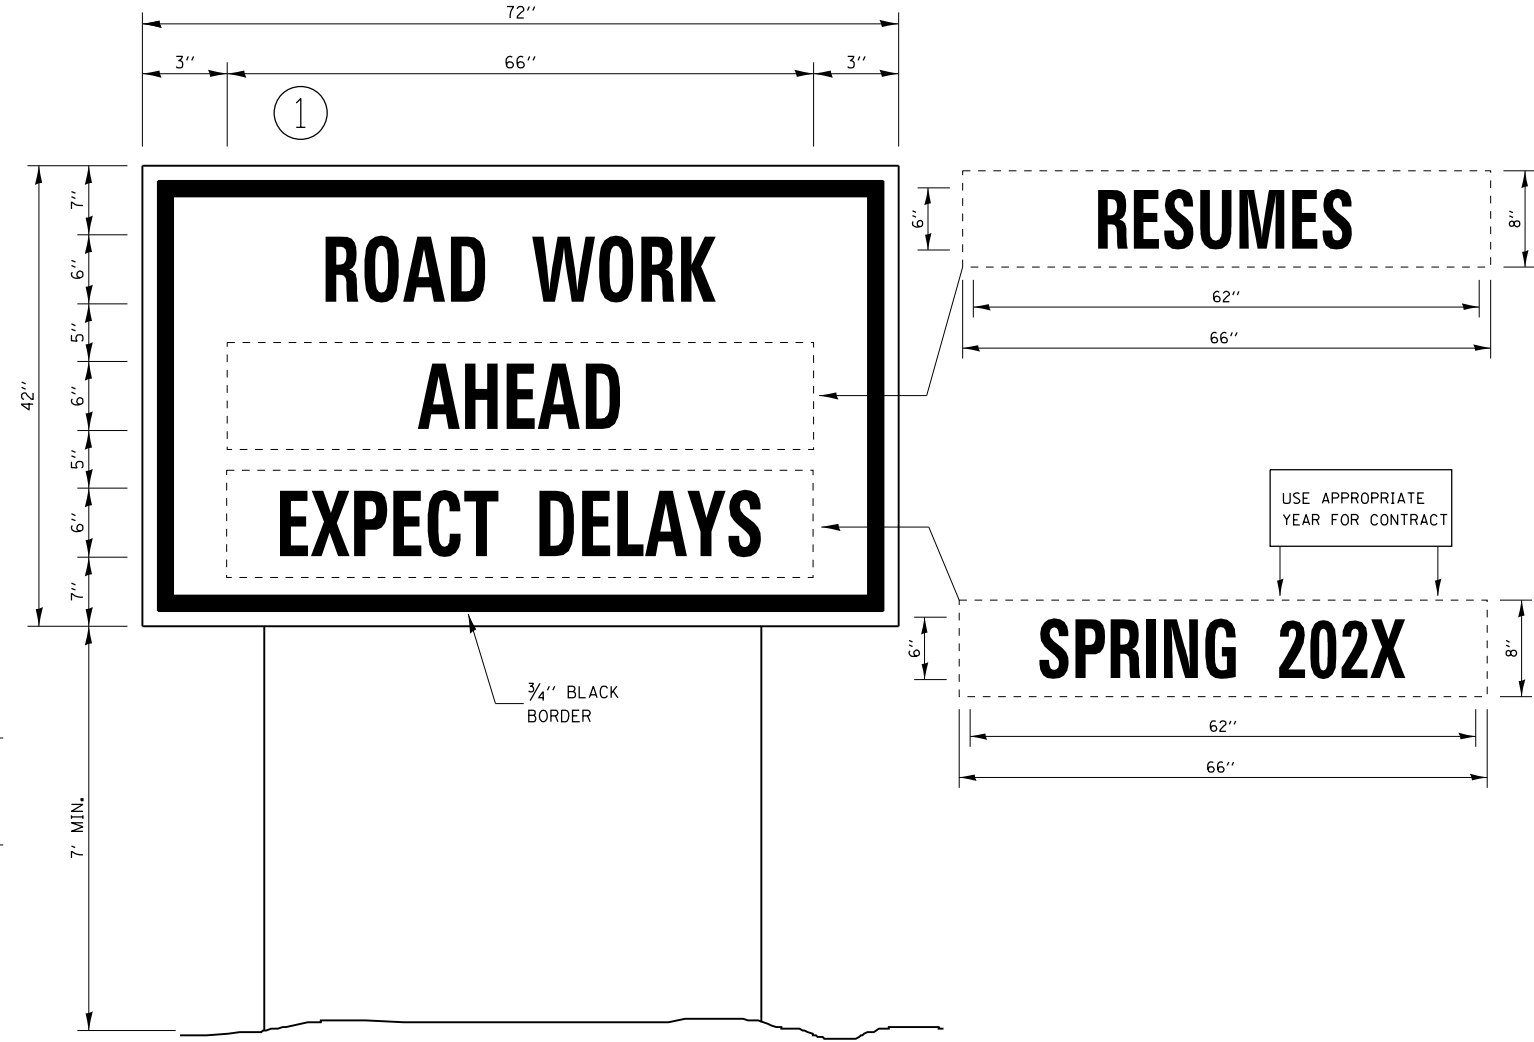 72''
3'' 66'' 3''
1
7''
6''
5''
6''
5''
6''
7''
42''
7' MIN.
ROAD WORK
AHEAD
EXPECT DELAYS
¾'' BLACK
BORDER
6''
RESUMES
8''
62''
66''
USE APPROPRIATE
YEAR FOR CONTRACT
6''
SPRING 202X
8''
62''
66''